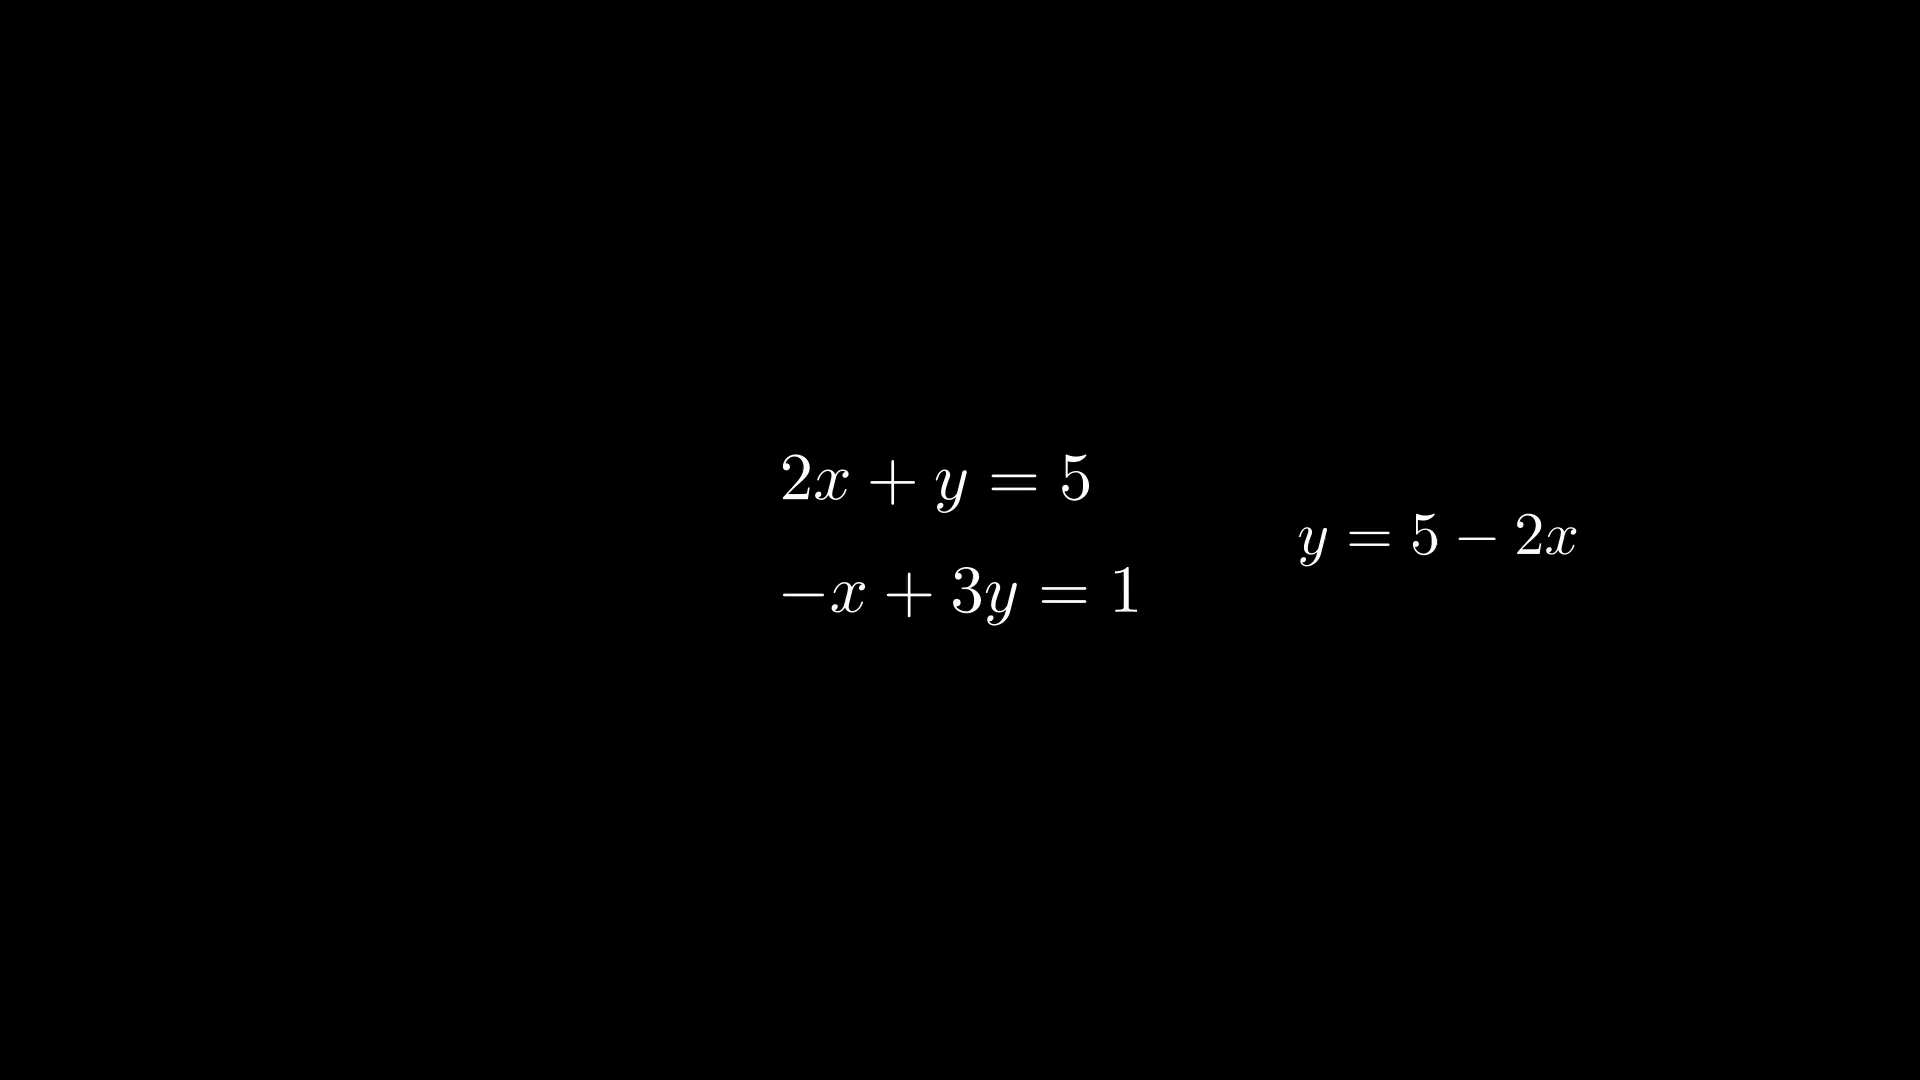 2x + y = 5
−x + 3y = 1
y = 5 − 2x